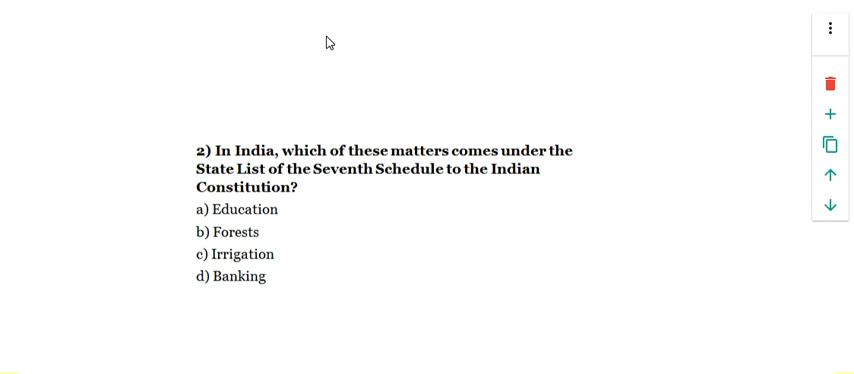 2) In India, which of these matters comes under the
State List of the Seventh Schedule to the Indian
Constitution?
a) Education
b) Forests
c) Irrigation
d) Banking